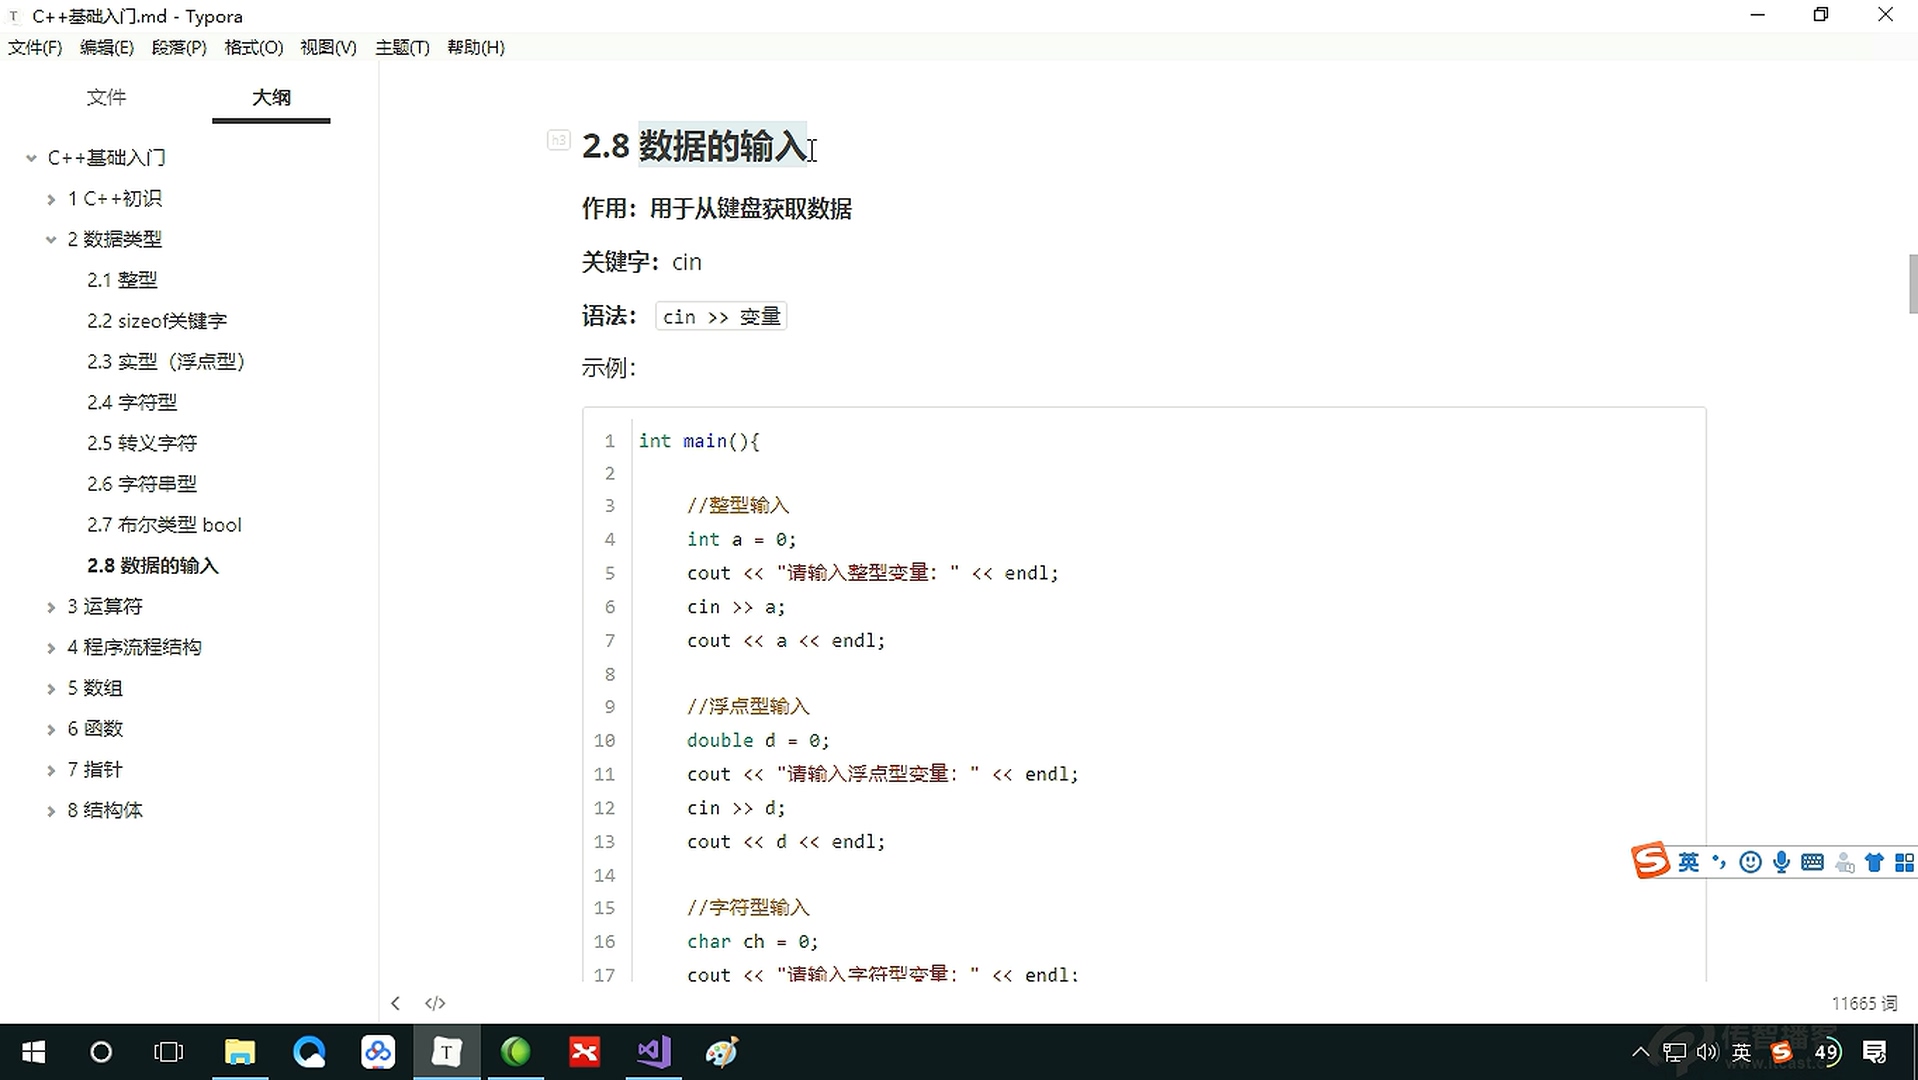 T C++基础入门.md - Typora
文件(F) 编辑(E) 段落(P) 格式(O) 视图(V) 主题(T) 帮助(H)
文件 大纲
C++基础入门
1 C++初识
2 数据类型
2.1 整型
2.2 sizeof关键字
2.3 实型（浮点型）
2.4 字符型
2.5 转义字符
2.6 字符串型
2.7 布尔类型 bool
2.8 数据的输入
3 运算符
4 程序流程结构
5 数组
6 函数
7 指针
8 结构体
h3 2.8 数据的输入
作用：用于从键盘获取数据
关键字：cin
语法： cin >> 变量
示例：
1 int main(){
2
3 //整型输入
4 int a = 0;
5 cout << "请输入整型变量：" << endl;
6 cin >> a;
7 cout << a << endl;
8
9 //浮点型输入
10 double d = 0;
11 cout << "请输入浮点型变量：" << endl;
12 cin >> d;
13 cout << d << endl;
14
15 //字符型输入
16 char ch = 0;
17 cout << "请输入字符型变量：" << endl;
S 英
</> 11665 词
T 英 S 49
传智播客
www.itcast.c